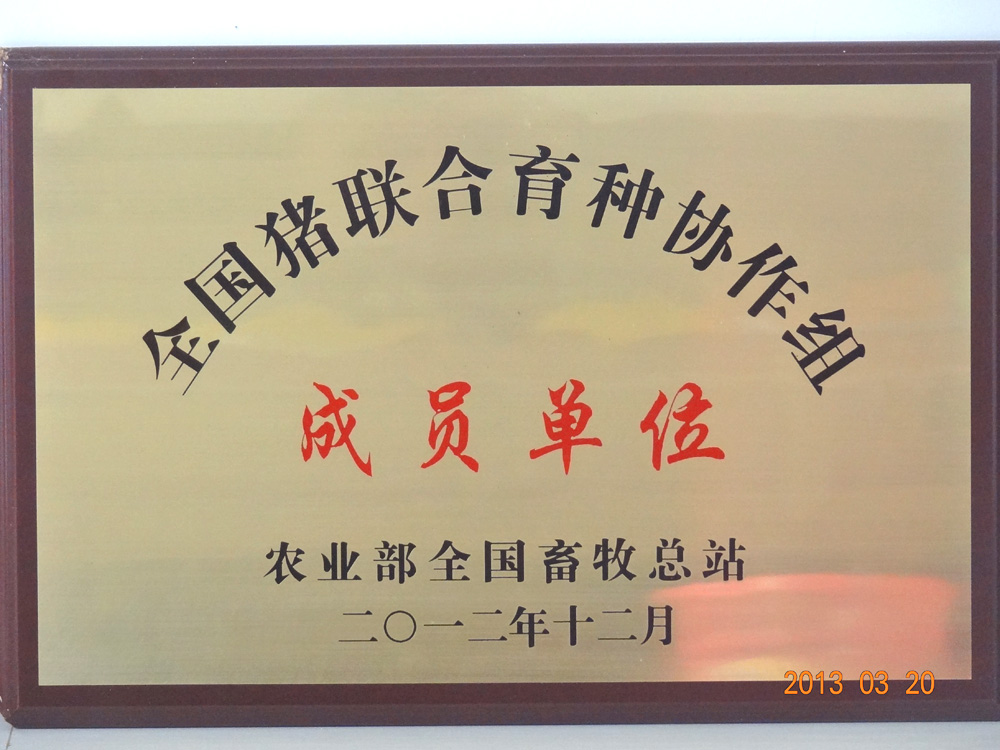 全国猪联合育种协作组
成员单位
农业部全国畜牧总站
二〇一二年十二月
2013 03 20